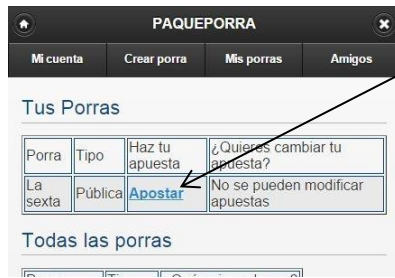 PAQUEPORRA
Mi cuenta Crear porra Mis porras Amigos
Tus Porras
Porra Tipo Haz tu apuesta ¿Quieres cambiar tu apuesta?
La sexta Pública Apostar No se pueden modificar apuestas
Todas las porras